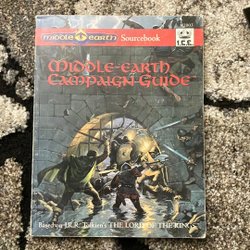 MIDDLE-EARTH Sourcebook
I.C.E.
MIDDLE-EARTH
CAMPAIGN GUIDE
Based on J.R.R. Tolkien's THE LORD OF THE RINGS